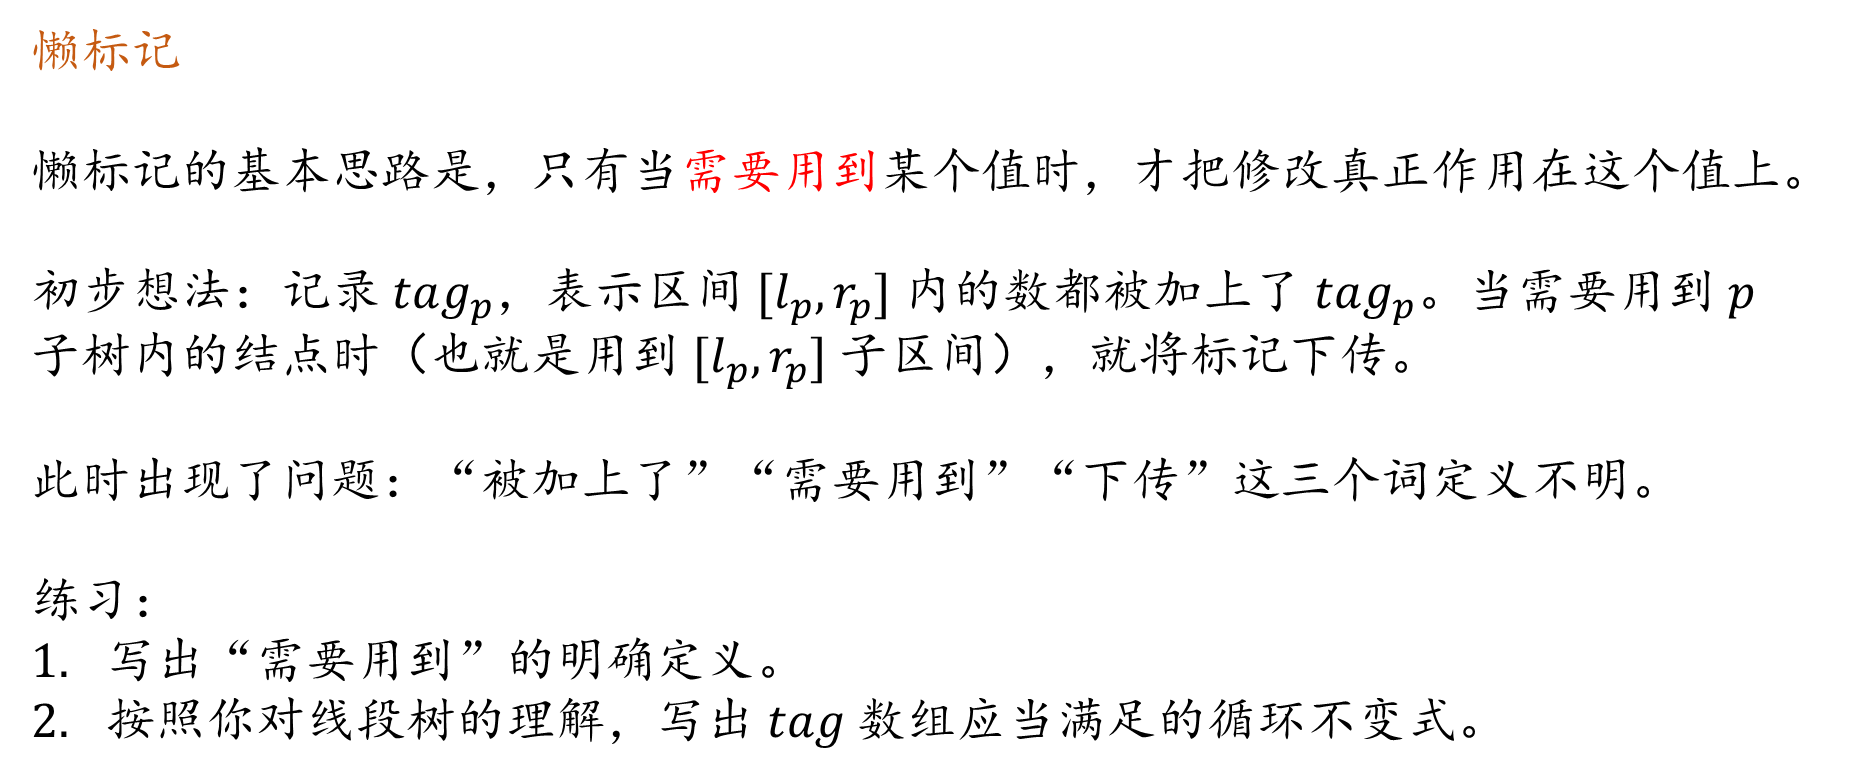 懒标记
懒标记的基本思路是，只有当需要用到某个值时，才把修改真正作用在这个值上。
初步想法：记录 tagₚ，表示区间 [lₚ, rₚ] 内的数都被加上了 tagₚ。当需要用到 p
子树内的结点时（也就是用到 [lₚ, rₚ] 子区间），就将标记下传。
此时出现了问题：“被加上了”“需要用到”“下传”这三个词定义不明。
练习：
1. 写出“需要用到”的明确定义。
2. 按照你对线段树的理解，写出 tag 数组应当满足的循环不变式。